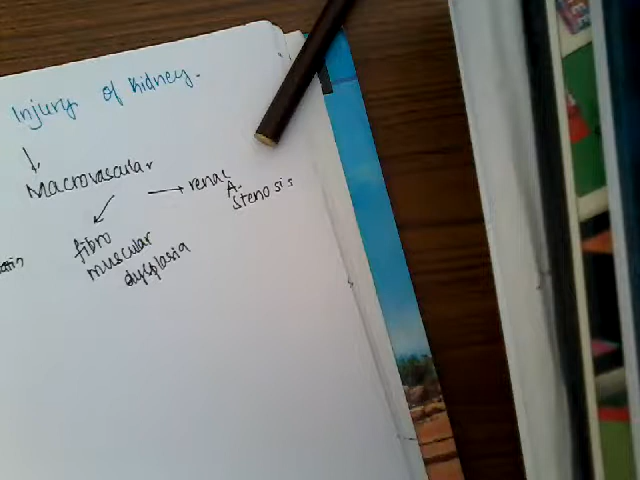 Injury of kidney.
Macrovascular
renal
A.
stenosis
fibro
muscular
dysplasia